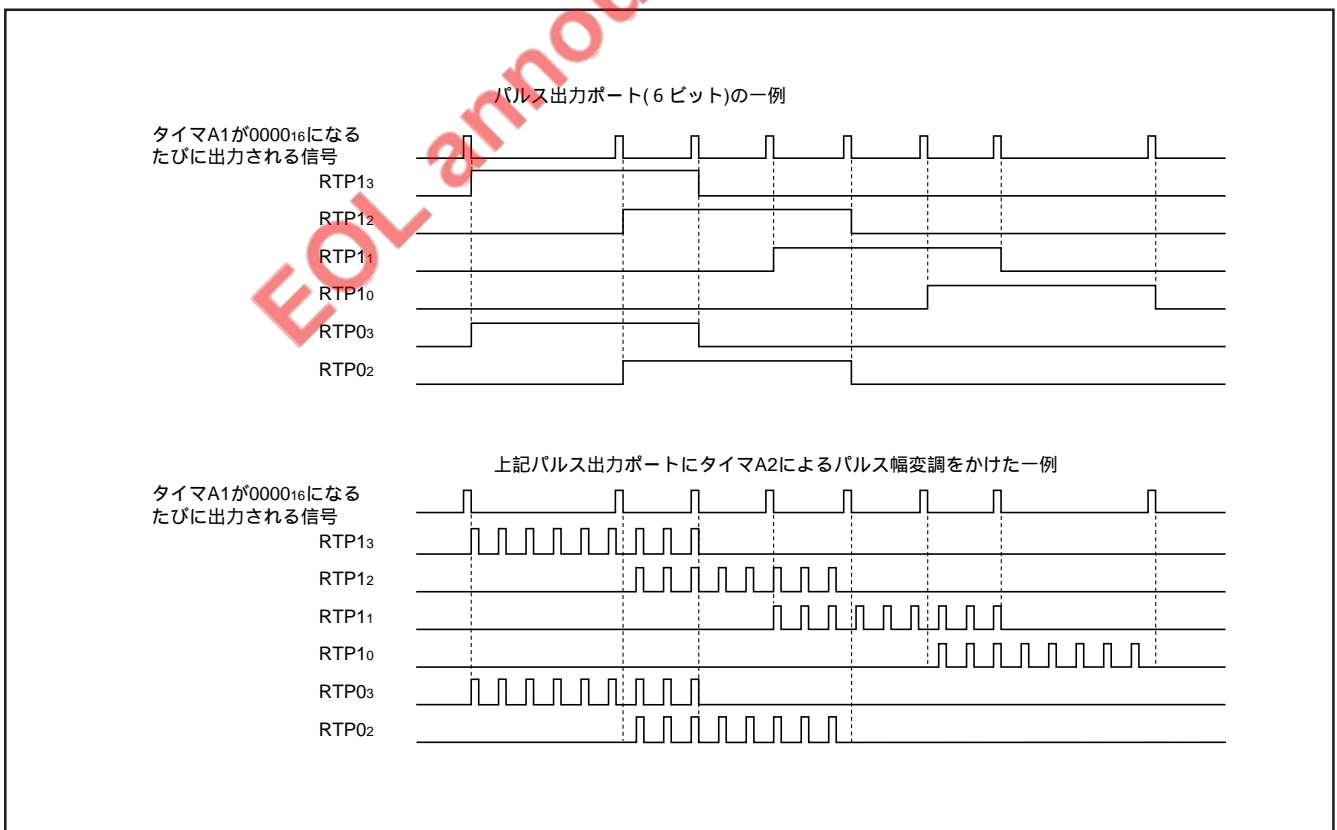 EOL annou
パルス出力ポート(6ビット)の一例
タイマA1が0000₁₆になる
たびに出力される信号
RTP1₃
RTP1₂
RTP1₁
RTP1₀
RTP0₃
RTP0₂
上記パルス出力ポートにタイマA2によるパルス幅変調をかけた一例
タイマA1が0000₁₆になる
たびに出力される信号
RTP1₃
RTP1₂
RTP1₁
RTP1₀
RTP0₃
RTP0₂